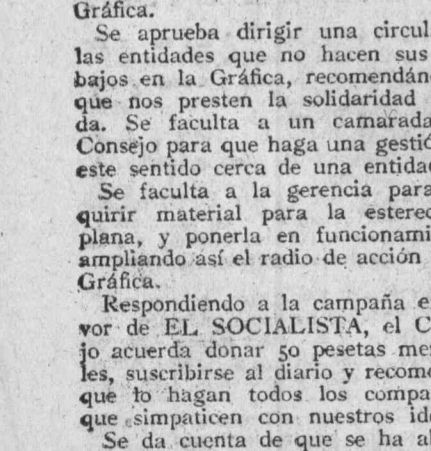 Gráfica.
Se aprueba dirigir una circul
las entidades que no hacen sus
bajos en la Gráfica, recomendán
que nos presten la solidaridad
da. Se faculta a un camarada
Consejo para que haga una gestió
este sentido cerca de una entidad
Se faculta a la gerencia para
quirir material para la estereo
plana, y ponerla en funcionami
ampliando así el radio de acción
Gráfica.
Respondiendo a la campaña e
vor de EL SOCIALISTA, el C
jo acuerda donar 50 pesetas me
les, suscribirse al diario y recome
que lo hagan todos los compa
que simpaticen con nuestros ide
Se da cuenta de que se ha ab